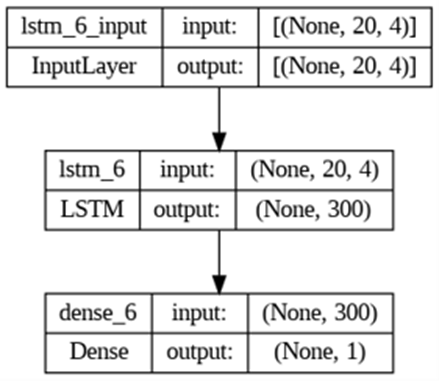 lstm_6_input input: [(None, 20, 4)]
InputLayer output: [(None, 20, 4)]
lstm_6 input: (None, 20, 4)
LSTM output: (None, 300)
dense_6 input: (None, 300)
Dense output: (None, 1)